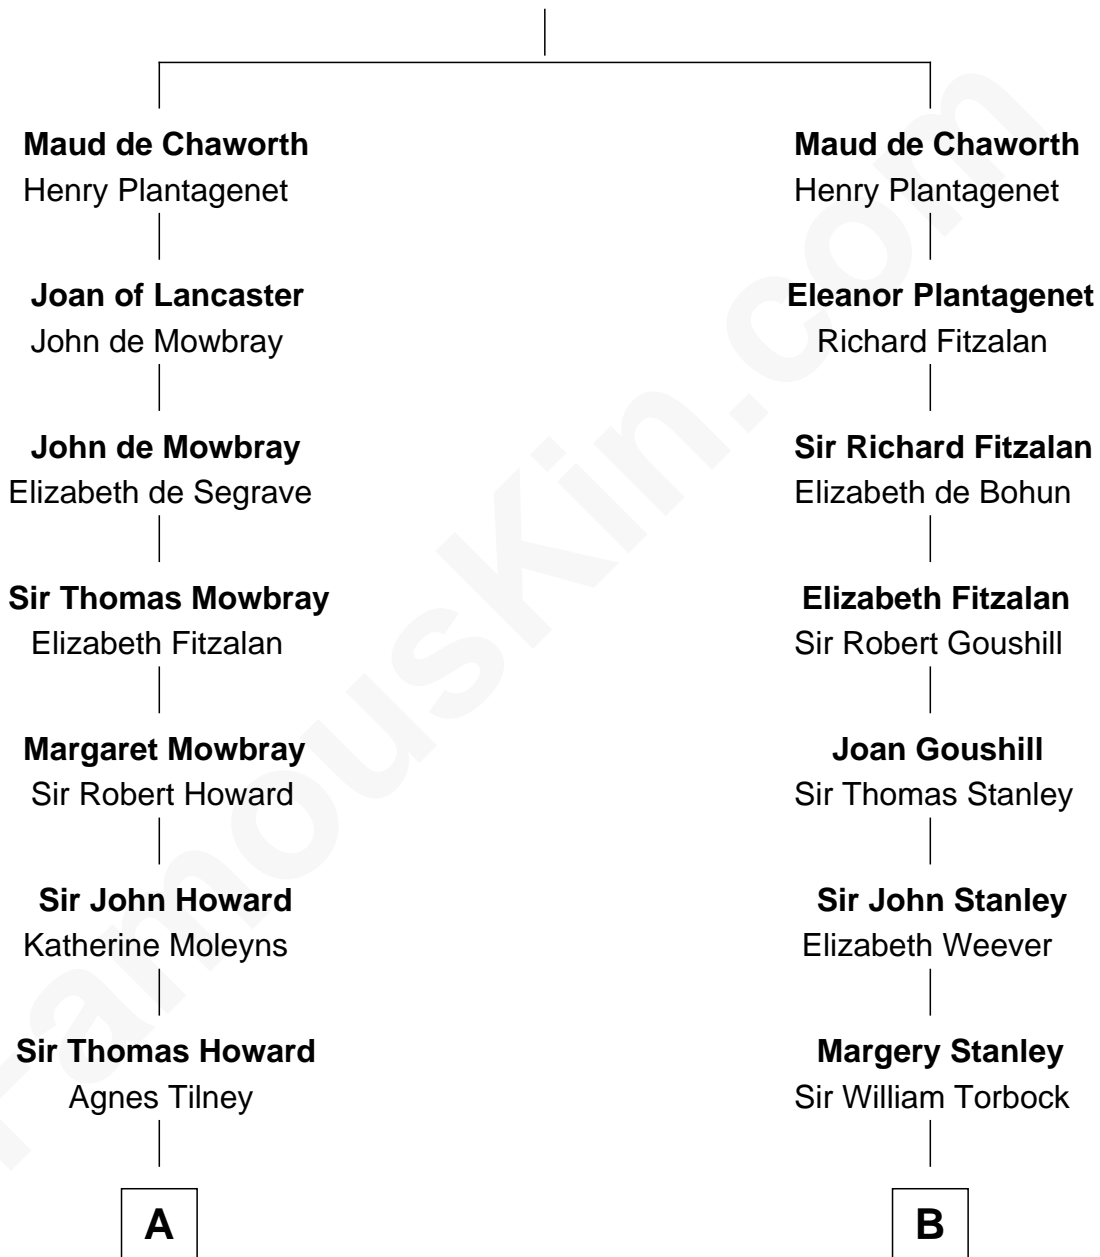 Maud de Chaworth
Henry Plantagenet
Joan of Lancaster
John de Mowbray
John de Mowbray
Elizabeth de Segrave
Sir Thomas Mowbray
Elizabeth Fitzalan
Margaret Mowbray
Sir Robert Howard
Sir John Howard
Katherine Moleyns
Sir Thomas Howard
Agnes Tilney
A
Maud de Chaworth
Henry Plantagenet
Eleanor Plantagenet
Richard Fitzalan
Sir Richard Fitzalan
Elizabeth de Bohun
Elizabeth Fitzalan
Sir Robert Goushill
Joan Goushill
Sir Thomas Stanley
Sir John Stanley
Elizabeth Weever
Margery Stanley
Sir William Torbock
B
FamousKin.com